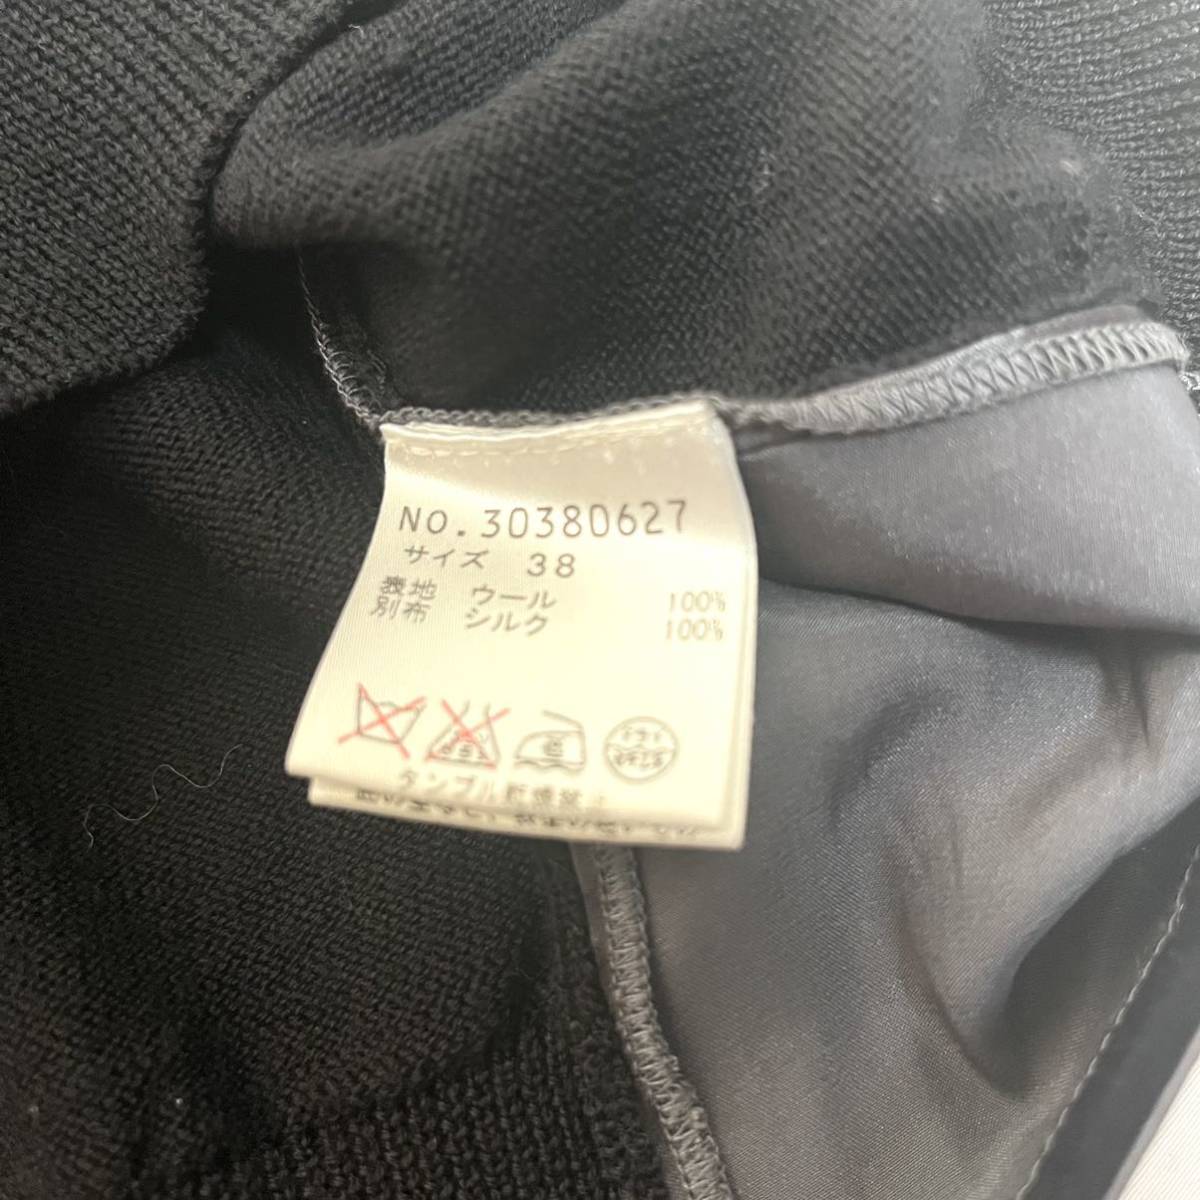 No.30380627
サイズ 38
表地 ウール 100%
別布 シルク 100%
タンブル乾燥禁止